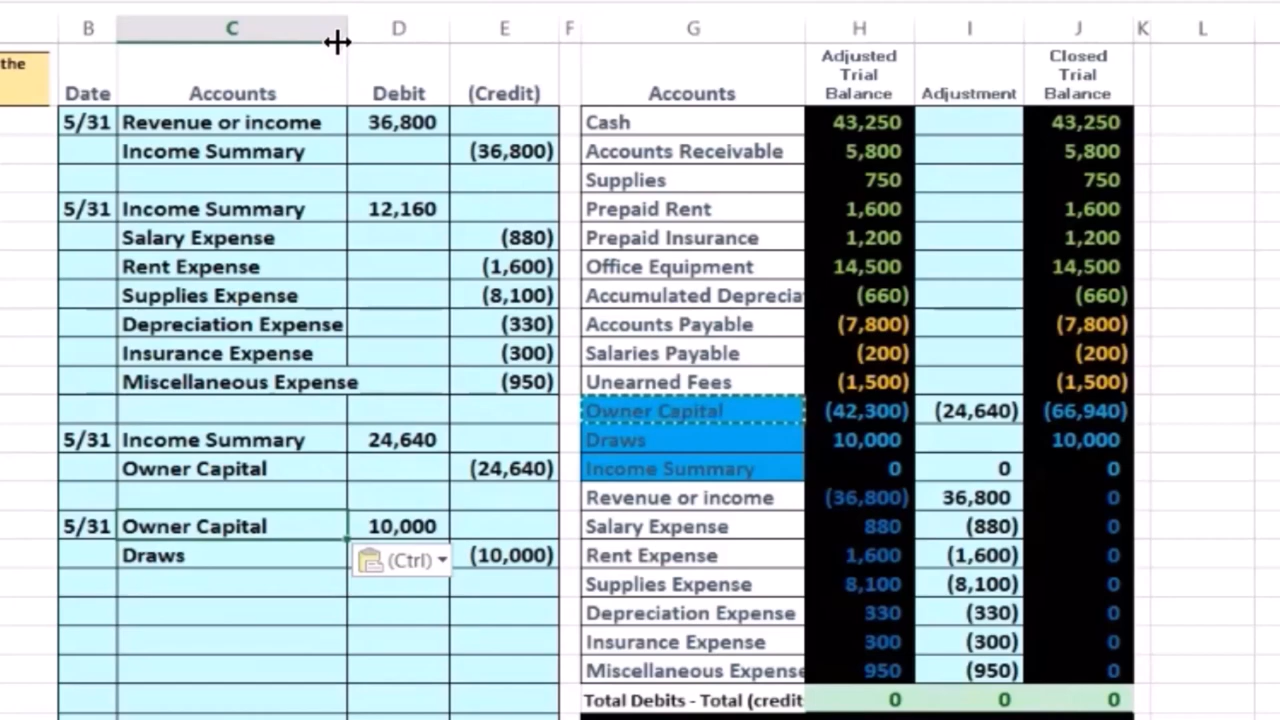 B C D E F G H I J K L
the
Date Accounts Debit (Credit) Accounts Adjusted Trial Balance Adjustment Closed Trial Balance
5/31 Revenue or income 36,800 Cash 43,250 43,250
Income Summary (36,800) Accounts Receivable 5,800 5,800
Supplies 750 750
5/31 Income Summary 12,160 Prepaid Rent 1,600 1,600
Salary Expense (880) Prepaid Insurance 1,200 1,200
Rent Expense (1,600) Office Equipment 14,500 14,500
Supplies Expense (8,100) Accumulated Deprecia (660) (660)
Depreciation Expense (330) Accounts Payable (7,800) (7,800)
Insurance Expense (300) Salaries Payable (200) (200)
Miscellaneous Expense (950) Unearned Fees (1,500) (1,500)
Owner Capital (42,300) (24,640) (66,940)
5/31 Income Summary 24,640 Draws 10,000 10,000
Owner Capital (24,640) Income Summary 0 0 0
Revenue or income (36,800) 36,800 0
5/31 Owner Capital 10,000 Salary Expense 880 (880) 0
Draws (Ctrl) (10,000) Rent Expense 1,600 (1,600) 0
Supplies Expense 8,100 (8,100) 0
Depreciation Expense 330 (330) 0
Insurance Expense 300 (300) 0
Miscellaneous Expense 950 (950) 0
Total Debits - Total (credit 0 0 0